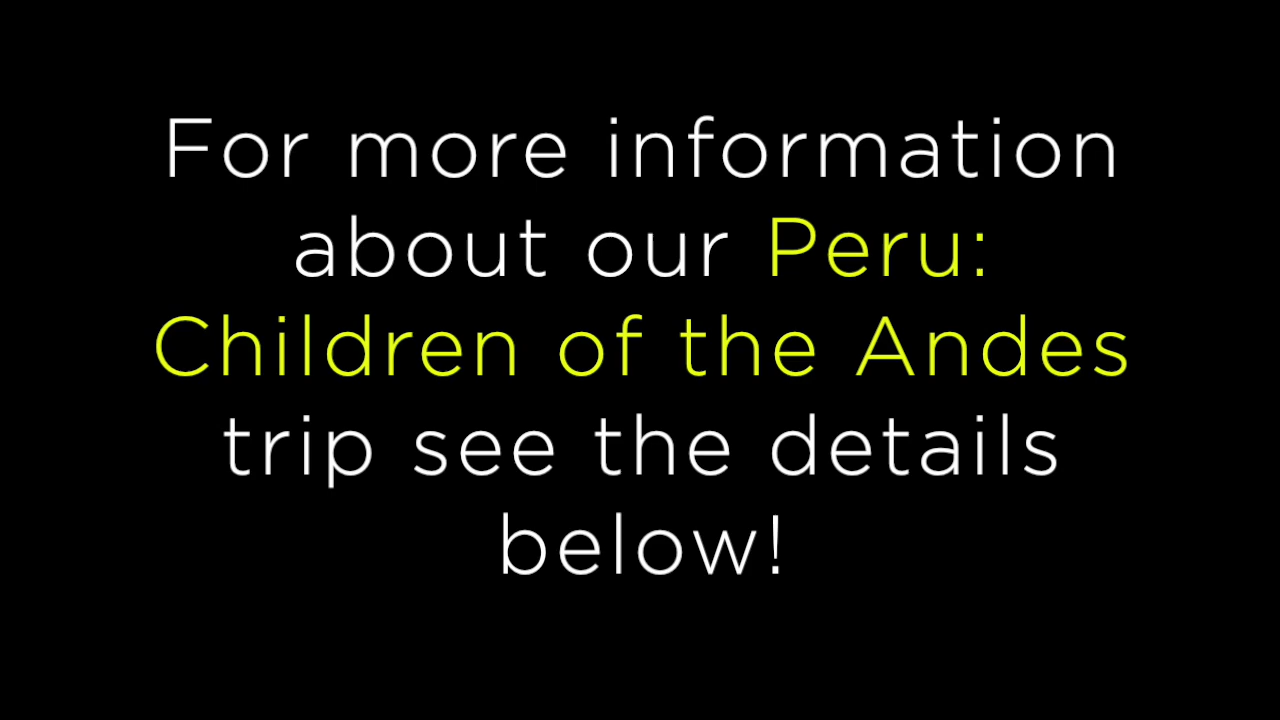 For more information
about our Peru:
Children of the Andes
trip see the details
below!